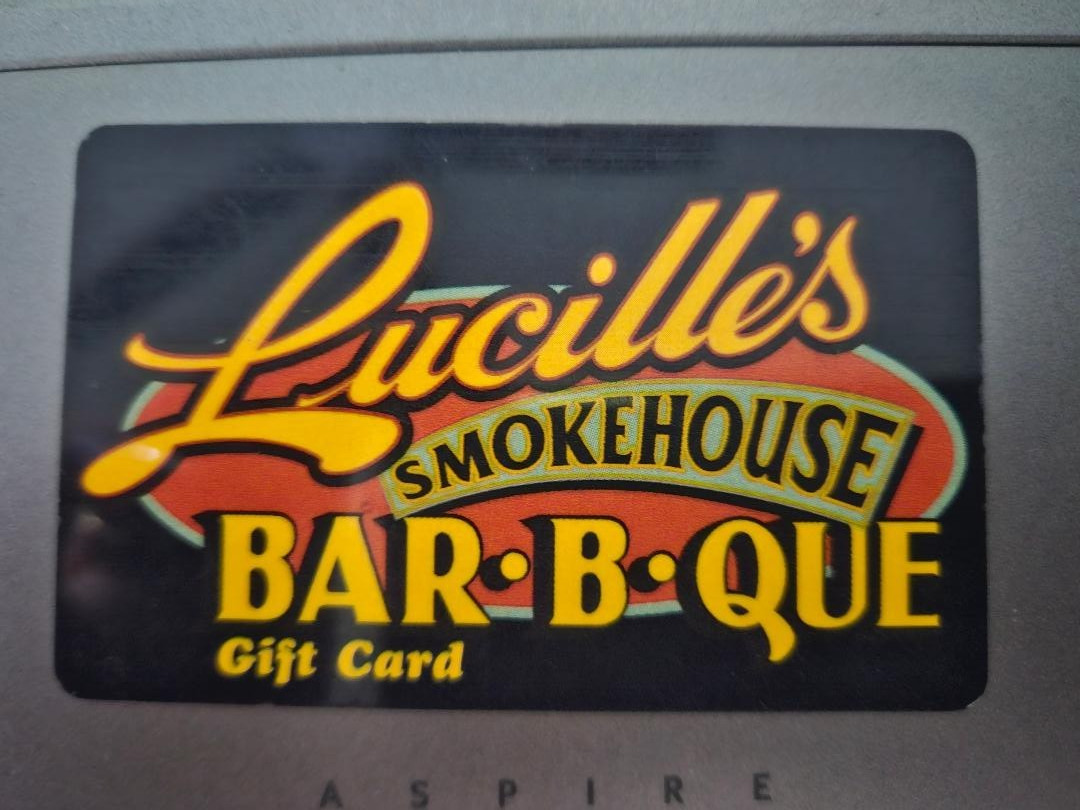 Lucille's
SMOKEHOUSE
BAR•B•QUE
Gift Card
ASPIRE